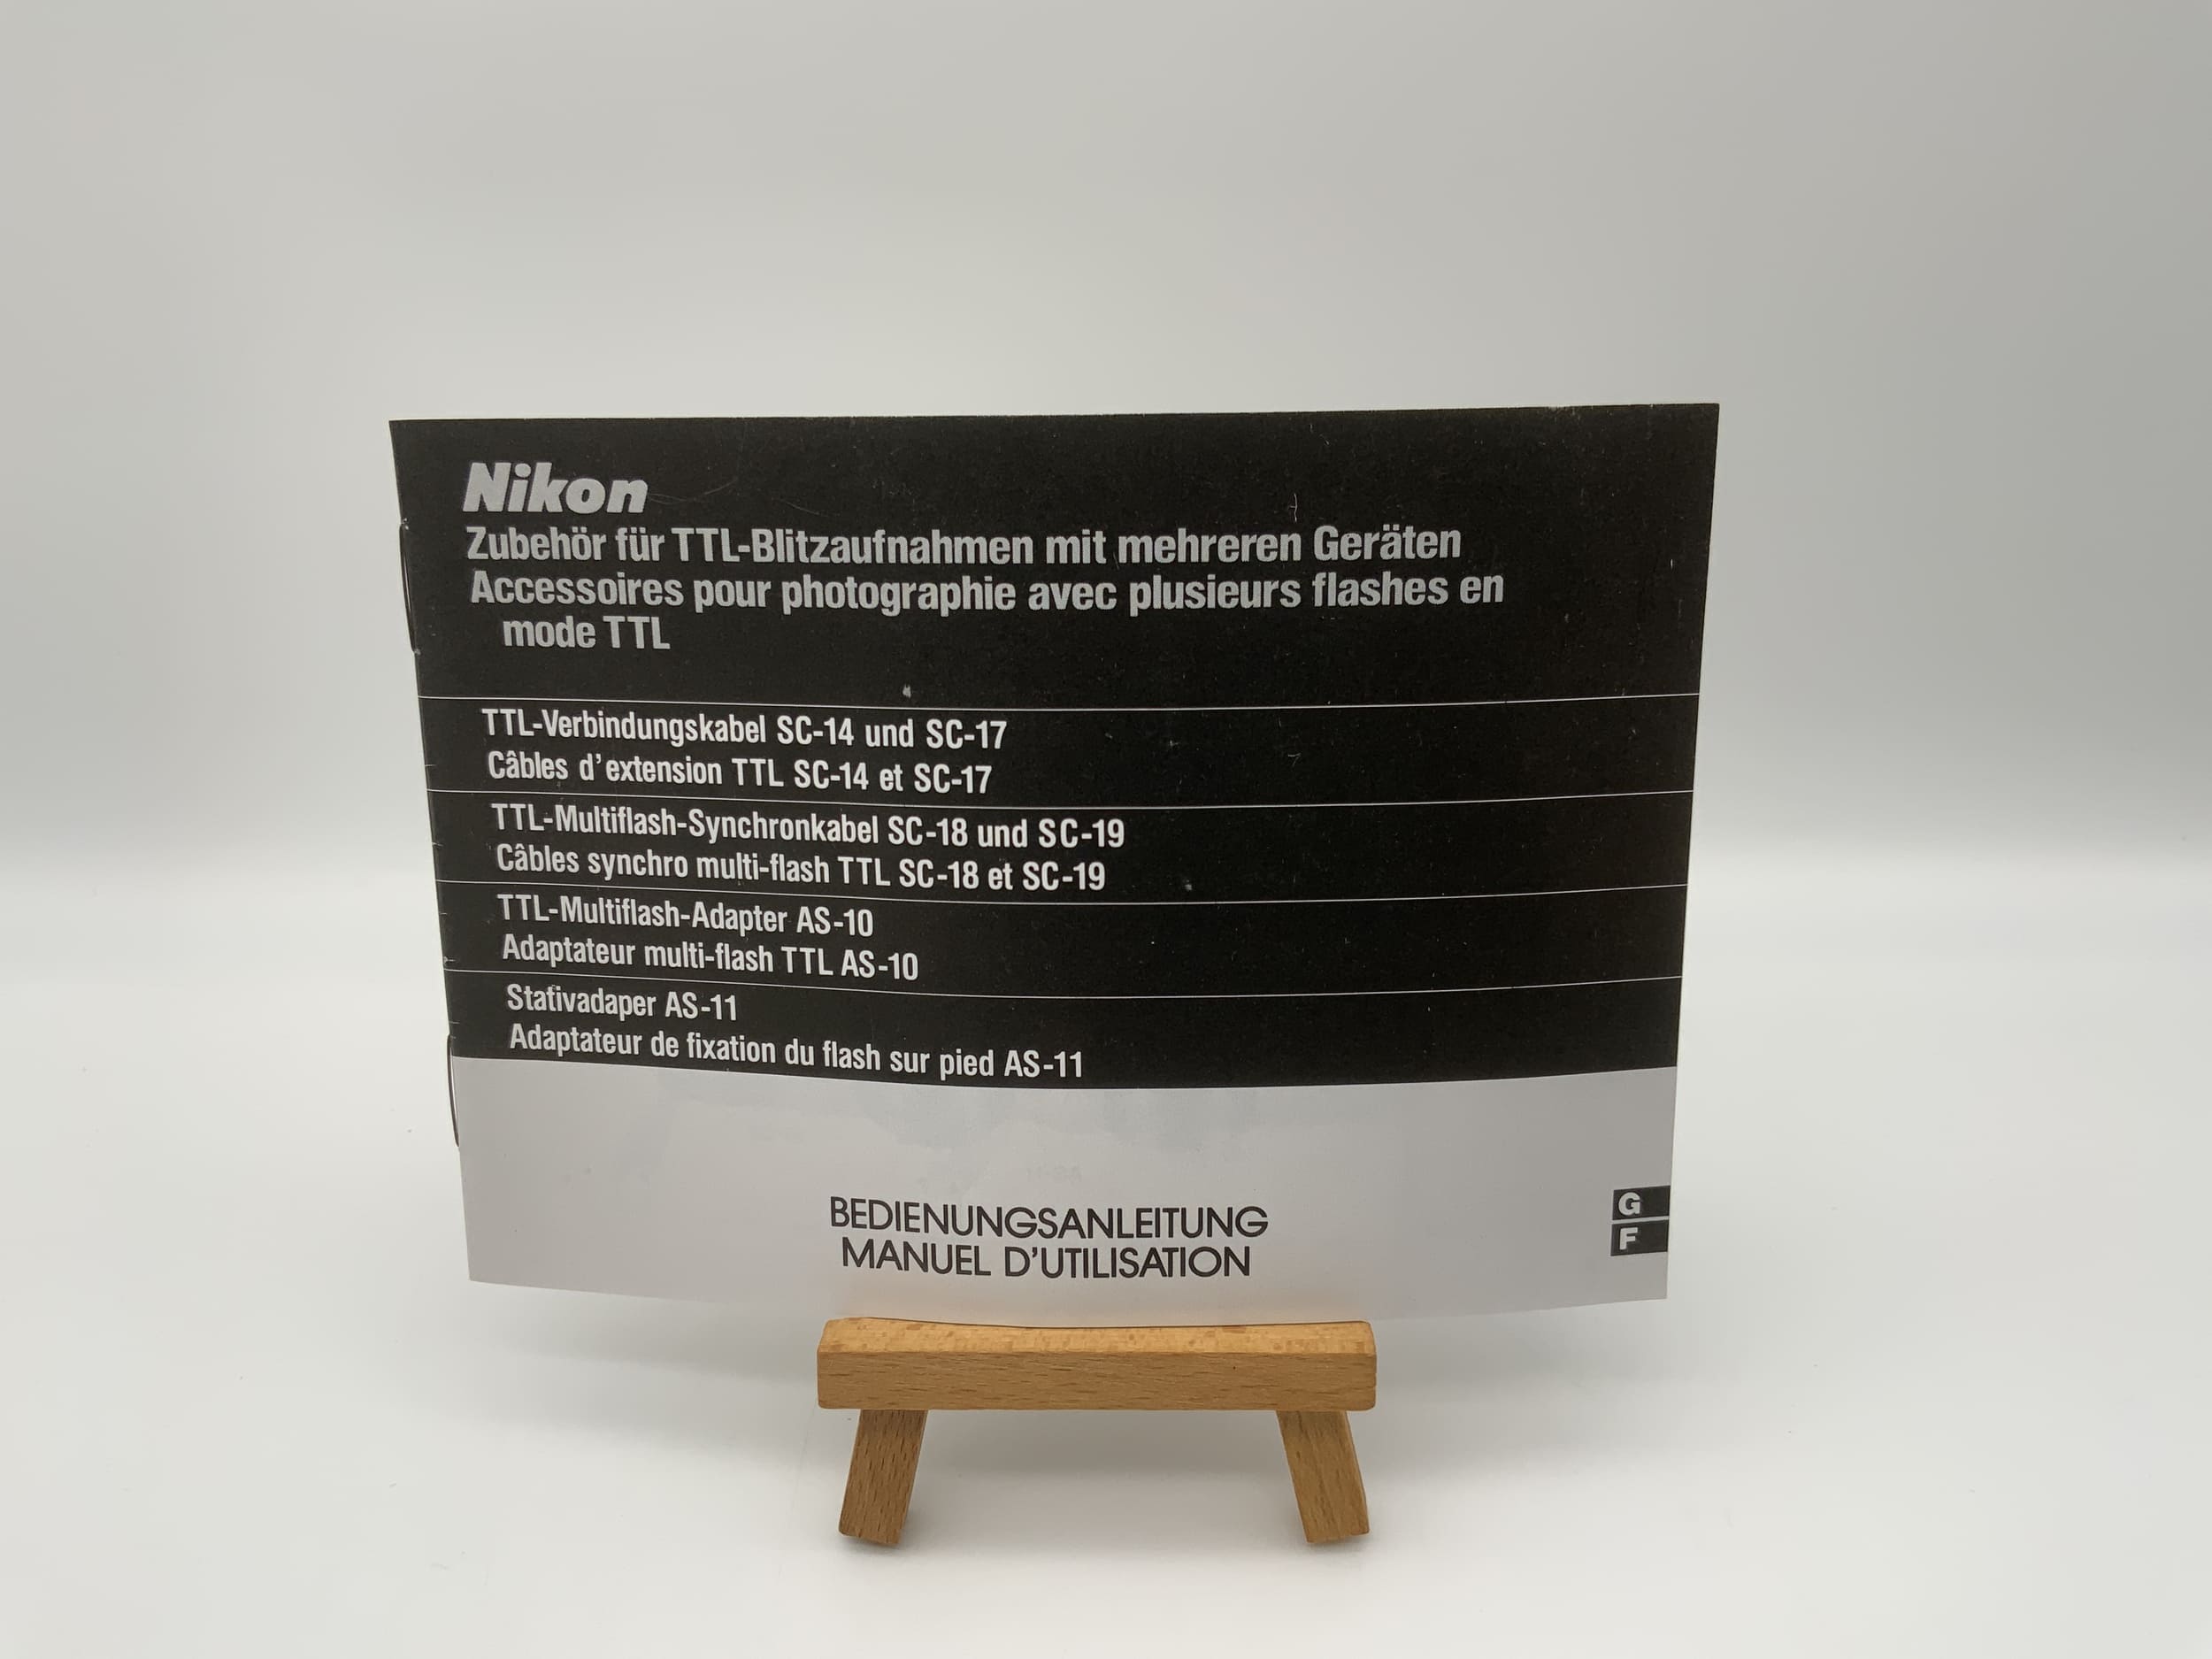 Nikon
Zubehör für TTL-Blitzaufnahmen mit mehreren Geräten
Accessoires pour photographie avec plusieurs flashes en
mode TTL
TTL-Verbindungskabel SC-14 und SC-17
Câbles d'extension TTL SC-14 et SC-17
TTL-Multiflash-Synchronkabel SC-18 und SC-19
Câbles synchro multi-flash TTL SC-18 et SC-19
TTL-Multiflash-Adapter AS-10
Adaptateur multi-flash TTL AS-10
Stativadaper AS-11
Adaptateur de fixation du flash sur pied AS-11
BEDIENUNGSANLEITUNG
MANUEL D'UTILISATION
G
F